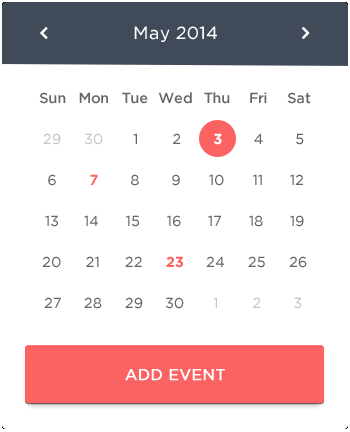 May 2014
Sun Mon Tue Wed Thu Fri Sat
29 30 1 2 3 4 5
6 7 8 9 10 11 12
13 14 15 16 17 18 19
20 21 22 23 24 25 26
27 28 29 30 1 2 3
ADD EVENT